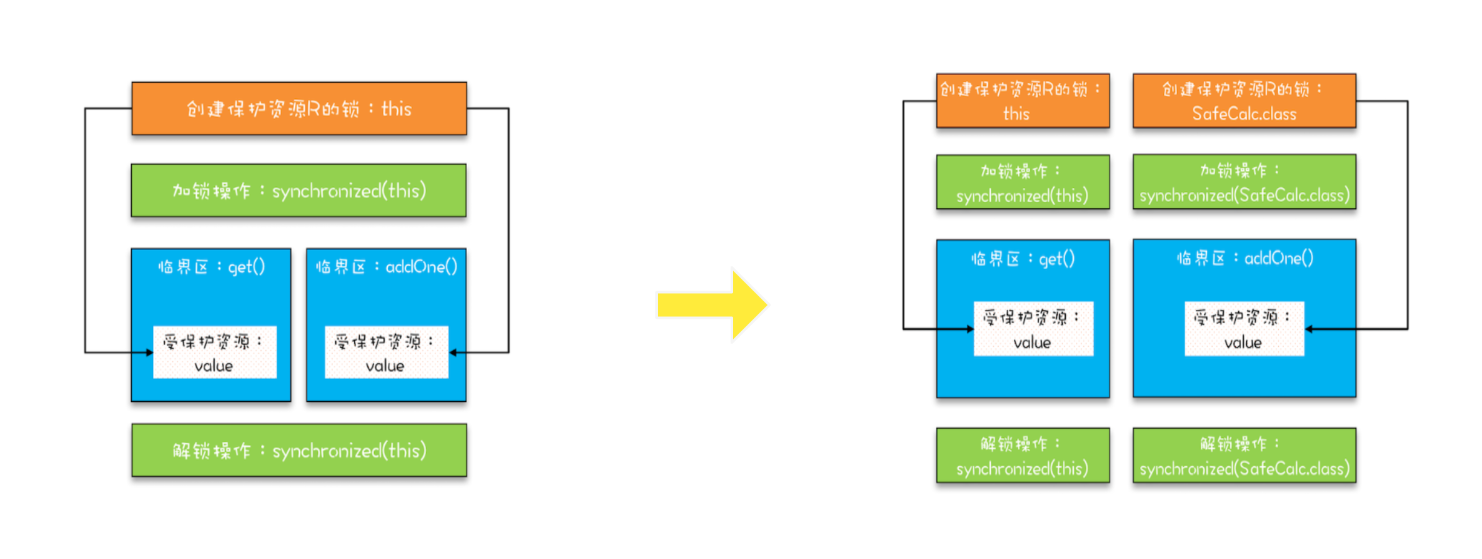 创建保护资源R的锁：this
加锁操作：synchronized(this)
临界区：get()
临界区：addOne()
受保护资源：
value
受保护资源：
value
解锁操作：synchronized(this)
创建保护资源R的锁：
this
创建保护资源R的锁：
SafeCalc.class
加锁操作：
synchronized(this)
加锁操作：
synchronized(SafeCalc.class)
临界区：get()
临界区：addOne()
受保护资源：
value
受保护资源：
value
解锁操作：
synchronized(this)
解锁操作：
synchronized(SafeCalc.class)